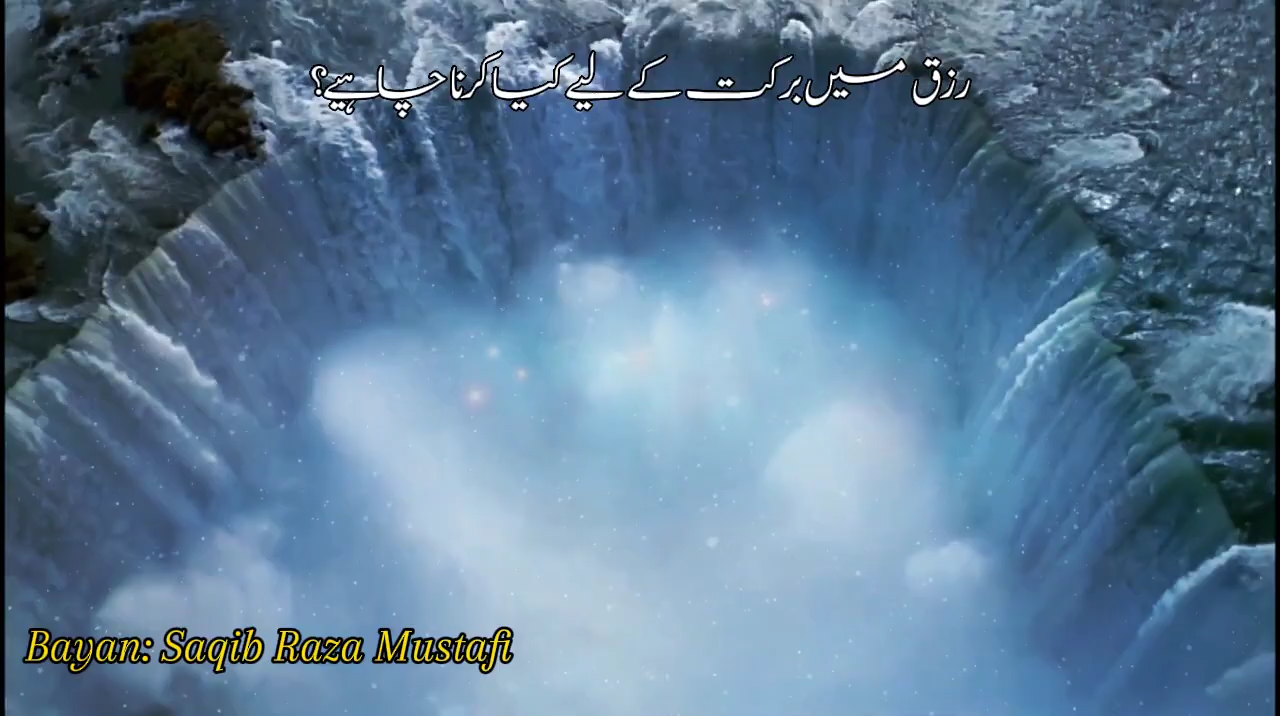 رزق میں برکت کے لیے کیا کرنا چاہیے؟
Bayan: Saqib Raza Mustafi